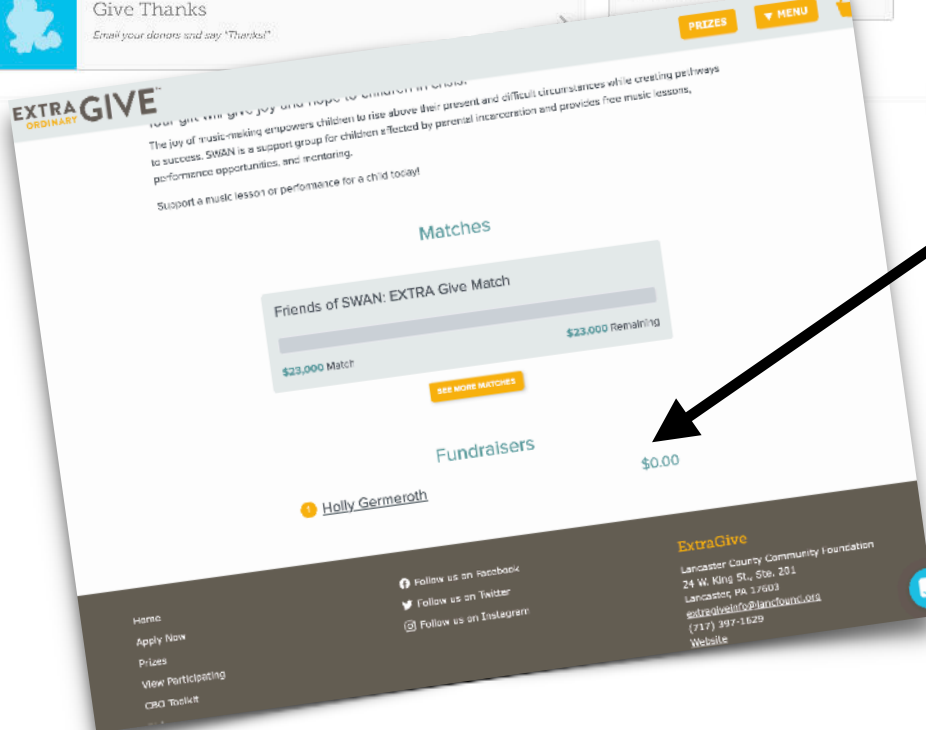 Give Thanks
Email your donors and say "Thanks!"
PRIZES
▼ MENU
EXTRA
ORDINARY
GIVE™
Your gift will give joy and hope to children in crisis.
The joy of music-making empowers children to rise above their present and difficult circumstances while creating pathways
to success. SWAN is a support group for children affected by parental incarceration and provides free music lessons,
performance opportunities, and mentoring.
Support a music lesson or performance for a child today!
Matches
Friends of SWAN: EXTRA Give Match
$23,000 Match
$23,000 Remaining
SEE MORE MATCHES
Fundraisers
1 Holly Germeroth
$0.00
Home
Apply Now
Prizes
View Participating
CBO Toolkit
Follow us on Facebook
Follow us on Twitter
Follow us on Instagram
ExtraGive
Lancaster County Community Foundation
24 W. King St., Ste. 201
Lancaster, PA 17603
extragiveinfo@lancfound.org
(717) 397-1629
Website